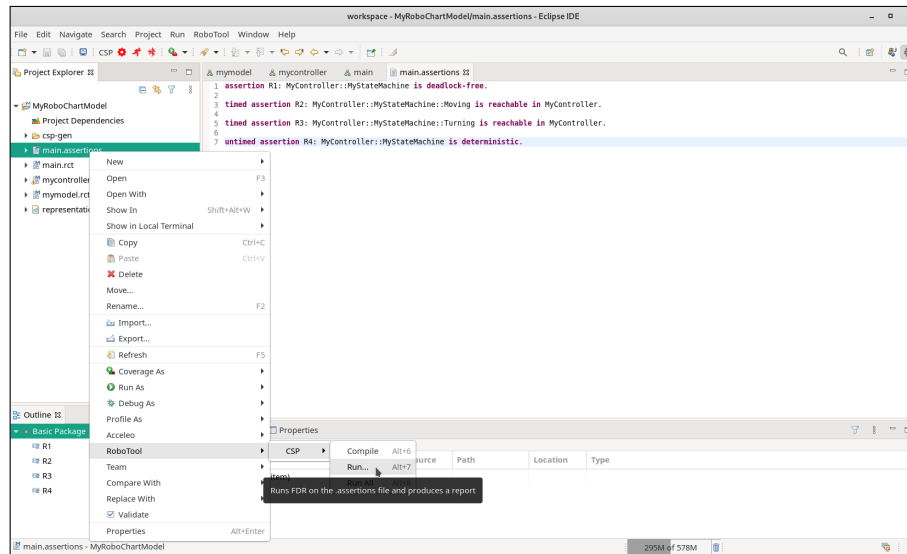 workspace - MyRoboChartModel/main.assertions - Eclipse IDE
File Edit Navigate Search Project Run RoboTool Window Help
CSP
Project Explorer
mymodel mycontroller main main.assertions
1 assertion R1: MyController::MyStateMachine is deadlock-free.
2
3 timed assertion R2: MyController::MyStateMachine::Moving is reachable in MyController.
4
5 timed assertion R3: MyController::MyStateMachine::Turning is reachable in MyController.
6
7 untimed assertion R4: MyController::MyStateMachine is deterministic.
MyRoboChartModel
Project Dependencies
csp-gen
main.assertions
main.rct
mycontroller
mymodel.rct
representati
New
Open F3
Open With
Show In Shift+Alt+W
Show in Local Terminal
Copy Ctrl+C
Paste Ctrl+V
Delete
Move...
Rename... F2
Import...
Export...
Refresh F5
Coverage As
Run As
Debug As
Profile As
Acceleo
RoboTool
Team
Compare With
Replace With
Validate
Properties Alt+Enter
Outline
Basic Package
R1
R2
R3
R4
Properties
CSP
Compile Alt+6
Run... Alt+7
Run All
Path Location Type
Runs FDR on the .assertions file and produces a report
main.assertions - MyRoboChartModel
295M of 578M